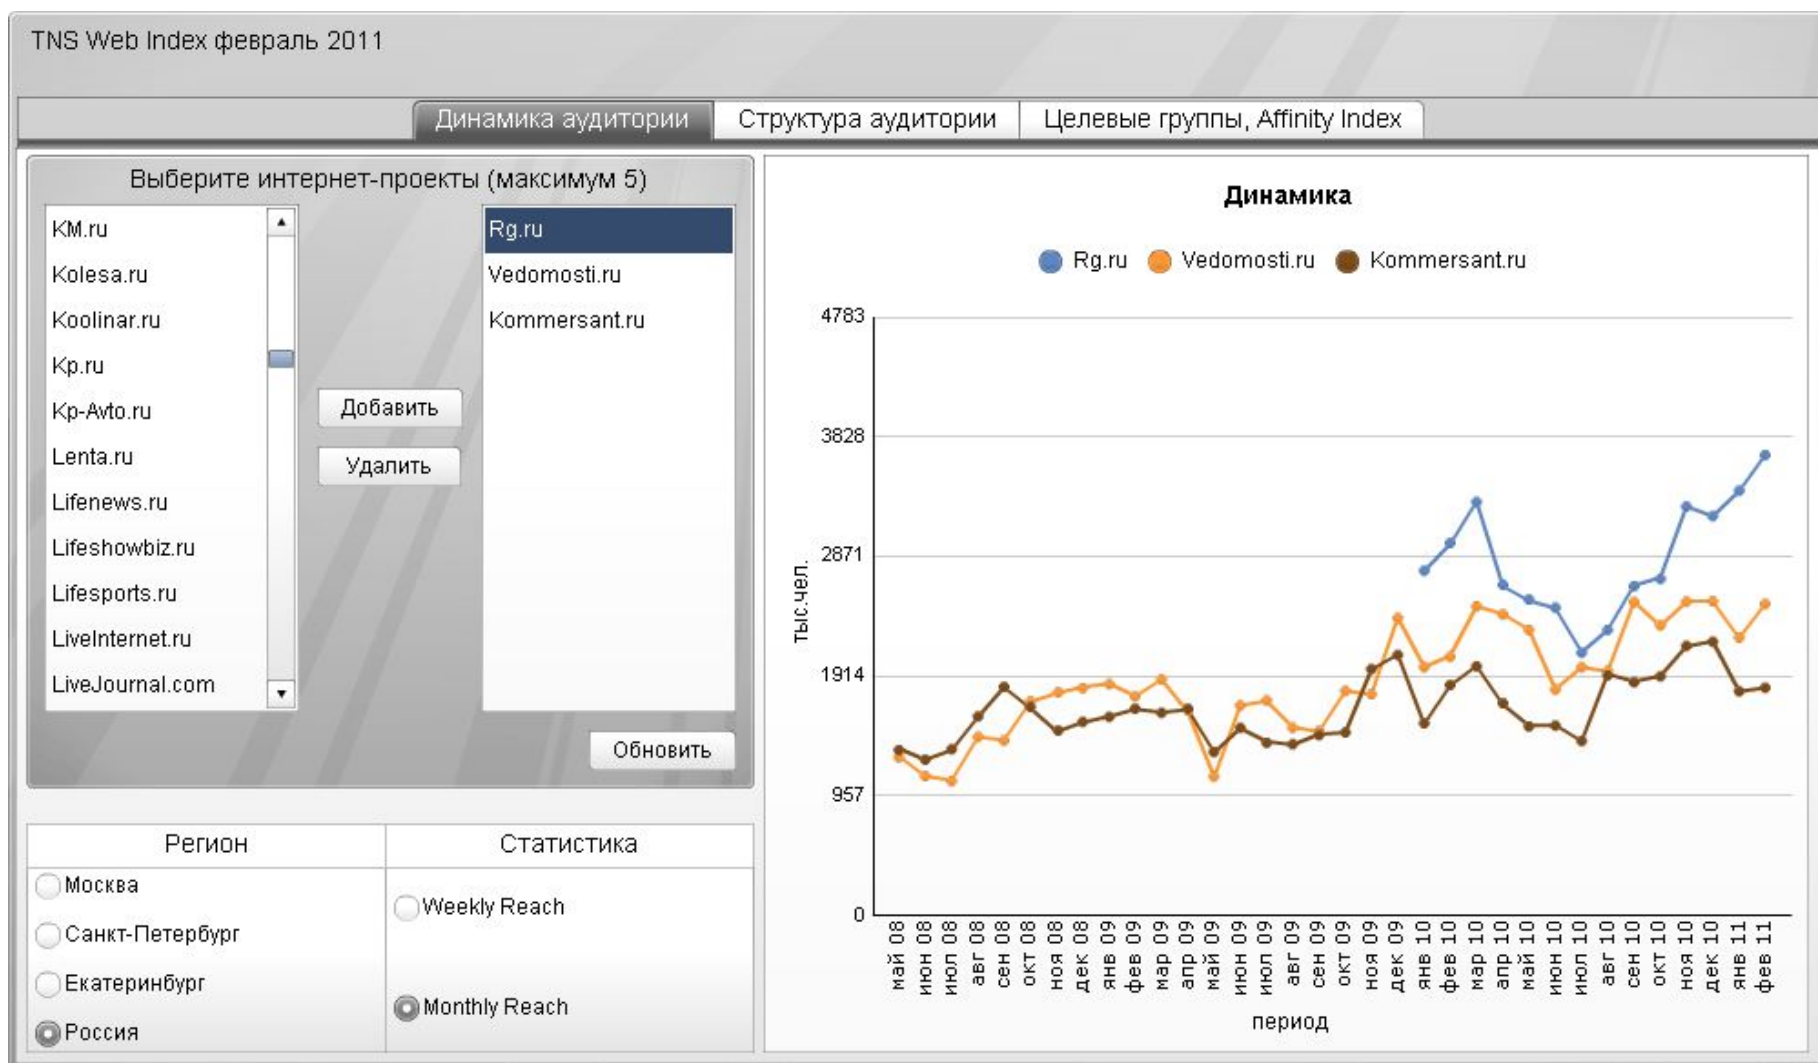 TNS Web Index февраль 2011
Динамика аудитории
Структура аудитории
Целевые группы, Affinity Index
Выберите интернет-проекты (максимум 5)
KM.ru
Kolesa.ru
Koolinar.ru
Kp.ru
Kp-Avto.ru
Lenta.ru
Lifenews.ru
Lifeshowbiz.ru
Lifesports.ru
LiveInternet.ru
LiveJournal.com
Добавить
Удалить
Rg.ru
Vedomosti.ru
Kommersant.ru
Обновить
Регион
Москва
Санкт-Петербург
Екатеринбург
Россия
Статистика
Weekly Reach
Monthly Reach
Динамика
Rg.ru Vedomosti.ru Kommersant.ru
4783
3828
2871
1914
957
0
тыс.чел.
май 08
июн 08
июл 08
авг 08
сен 08
окт 08
ноя 08
дек 08
янв 09
фев 09
мар 09
апр 09
май 09
июн 09
июл 09
авг 09
сен 09
окт 09
ноя 09
дек 09
янв 10
фев 10
мар 10
апр 10
май 10
июн 10
июл 10
авг 10
сен 10
окт 10
ноя 10
дек 10
янв 11
фев 11
период